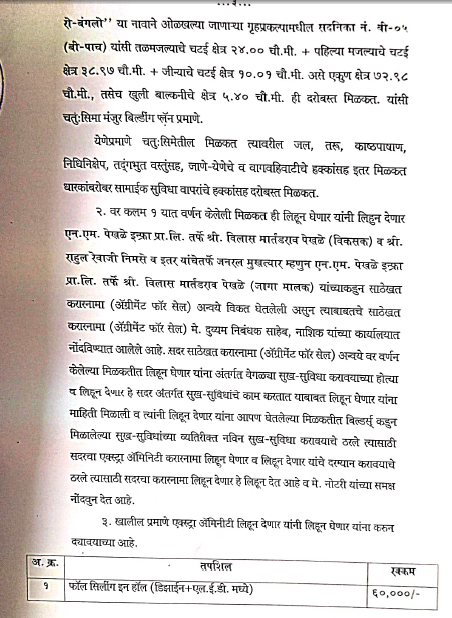 ..३..
रो-बंगलो" या नावाने ओळखल्या जाणाऱ्या गृहप्रकल्पामधील सदनिका नं. बी-०५
(बी-पाच) यांसी तळमजल्याचे चटई क्षेत्र २४.०० चौ.मी. + पहिल्या मजल्याचे चटई
क्षेत्र ३८.९७ चौ.मी. + जीन्याचे चटई क्षेत्र १०.०१ चौ.मी. असे एकुण क्षेत्र ७२.९८
चौ.मी., तसेच खुली बाल्कनीचे क्षेत्र ५.४० चौ.मी. ही दरोबस्त मिळकत. यांसी
चतु:सिमा मंजुर बिल्डींग प्लॅन प्रमाणे.
येणेप्रमाणे चतु:सिमेतील मिळकत त्यावरील जल, तरू, काष्ठपाषाण,
निधिनिक्षेप, तदंगभुत वस्तुंसह, जाणे-येणेचे व वागवहिवाटीचे हक्कांसह इतर मिळकत
धारकांबरोबर सामाईक सुविधा वापरांचे हक्कांसह दरोबस्त मिळकत.
२. वर कलम १ यात वर्णन केलेली मिळकत ही लिहून घेणार यांनी लिहुन देणार
एन.एम. पेखळे इन्फ्रा प्रा.लि. तर्फे श्री. विलास मार्तंडराव पेखळे (विकसक) व श्री.
राहुल रेवाजी निमसे व इतर यांचेतर्फे जनरल मुखत्यार म्हणुन एन.एम. पेखळे इन्फ्रा
प्रा.लि. तर्फे श्री. विलास मार्तंडराव पेखळे (जागा मालक) यांच्याकडुन साठेखत
करारनामा (अ‍ॅग्रीमेंट फॉर सेल) अन्वये विकत घेतलेली असुन त्याबाबतचे साठेखत
करारनामा (अ‍ॅग्रीमेंट फॉर सेल) मे. दुय्यम निबंधक साहेब, नाशिक यांच्या कार्यालयात
नोंदविण्यात आलेले आहे. सदर साठेखत करारनामा (अ‍ॅग्रीमेंट फॉर सेल) अन्वये वर वर्णन
केलेल्या मिळकतीत लिहून घेणार यांना अंतर्गत वेगळ्या सुख-सुविधा करावयाच्या होत्या
व लिहून देणार हे सदर अंतर्गत सुख-सुविधांचे काम करतात याबाबत लिहून घेणार यांना
माहिती मिळाली व त्यांनी लिहून देणार यांना आपण घेतलेल्या मिळकतीत बिल्डर्स् कडुन
मिळालेल्या सुख-सुविधांच्या व्यतिरीक्त नविन सुख-सुविधा करावयाचे ठरले त्यासाठी
सदरचा एक्स्ट्रा अ‍ॅमिनिटी करारनामा लिहून घेणार व लिहून देणार यांचे दरम्यान करावयाचे
ठरले त्यासाठी सदरचा करारनामा लिहून देणार हे लिहून देत आहे व मे. नोटरी यांच्या समक्ष
नोंदवुन देत आहे.
३. खालील प्रमाणे एक्स्ट्रा अ‍ॅमिनीटी लिहून देणार यांनी लिहून घेणार यांना करुन
द्यावयाच्या आहे.
अ. क्र. तपशिल रक्कम
१ फॉल सिलींग इन हॉल (डिझाईन+एल.ई.डी. मध्ये) ६०,०००/-